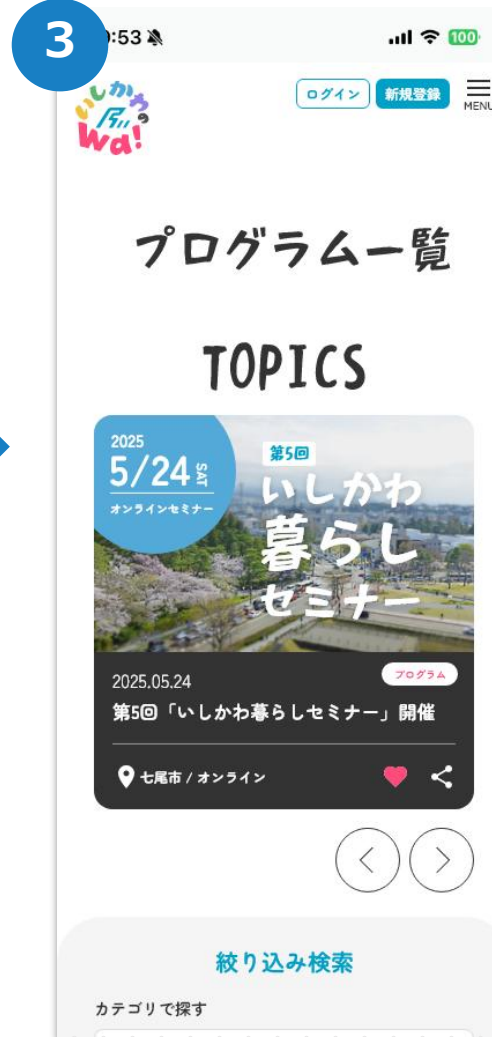 3
:53
100
いしかわの
Wa!
ログイン
新規登録
MENU
プログラム一覧
TOPICS
2025
5/24 SAT
オンラインセミナー
第5回
いしかわ
暮らし
セミナー
2025.05.24
プログラム
第5回「いしかわ暮らしセミナー」開催
七尾市 / オンライン
絞り込み検索
カテゴリで探す